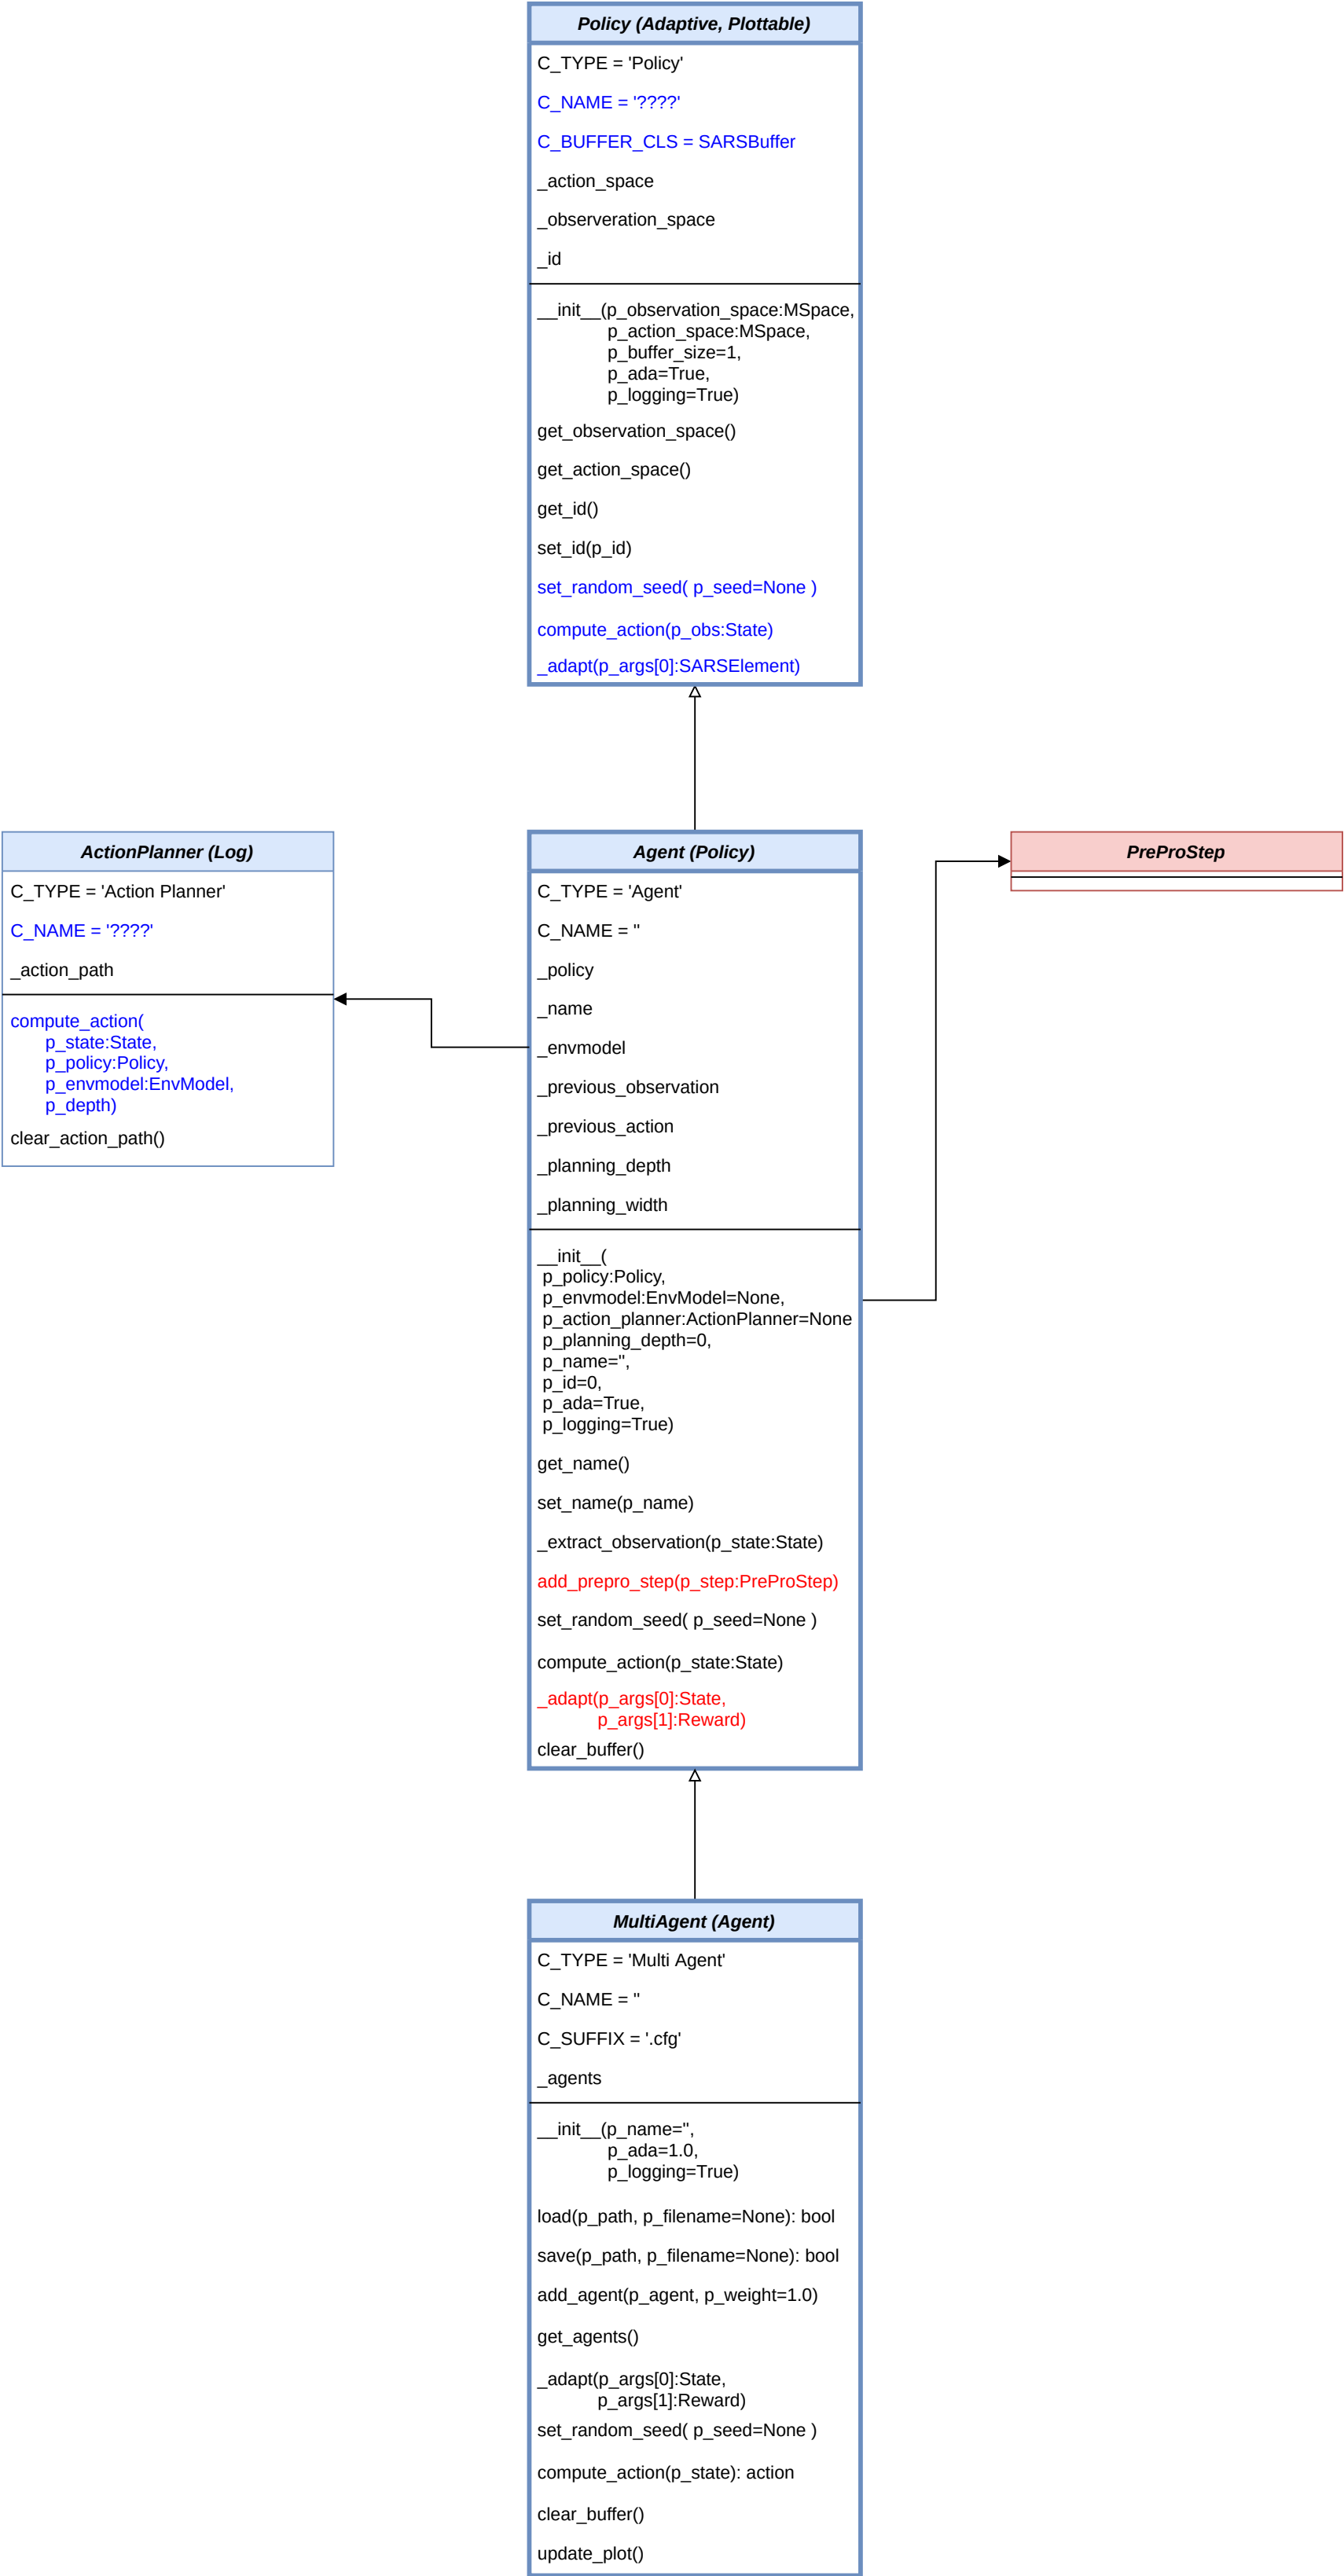 Policy (Adaptive, Plottable)
C_TYPE = 'Policy'
C_NAME = '????'
C_BUFFER_CLS = SARSBuffer
_action_space
_observeration_space
_id
__init__(p_observation_space:MSpace,
p_action_space:MSpace,
p_buffer_size=1,
p_ada=True,
p_logging=True)
get_observation_space()
get_action_space()
get_id()
set_id(p_id)
set_random_seed( p_seed=None )
compute_action(p_obs:State)
_adapt(p_args[0]:SARSElement)
ActionPlanner (Log)
C_TYPE = 'Action Planner'
C_NAME = '????'
_action_path
compute_action(
p_state:State,
p_policy:Policy,
p_envmodel:EnvModel,
p_depth)
clear_action_path()
Agent (Policy)
C_TYPE = 'Agent'
C_NAME = ''
_policy
_name
_envmodel
_previous_observation
_previous_action
_planning_depth
_planning_width
__init__(
p_policy:Policy,
p_envmodel:EnvModel=None,
p_action_planner:ActionPlanner=None
p_planning_depth=0,
p_name='',
p_id=0,
p_ada=True,
p_logging=True)
get_name()
set_name(p_name)
_extract_observation(p_state:State)
add_prepro_step(p_step:PreProStep)
set_random_seed( p_seed=None )
compute_action(p_state:State)
_adapt(p_args[0]:State,
p_args[1]:Reward)
clear_buffer()
PreProStep
MultiAgent (Agent)
C_TYPE = 'Multi Agent'
C_NAME = ''
C_SUFFIX = '.cfg'
_agents
__init__(p_name='',
p_ada=1.0,
p_logging=True)
load(p_path, p_filename=None): bool
save(p_path, p_filename=None): bool
add_agent(p_agent, p_weight=1.0)
get_agents()
_adapt(p_args[0]:State,
p_args[1]:Reward)
set_random_seed( p_seed=None )
compute_action(p_state): action
clear_buffer()
update_plot()